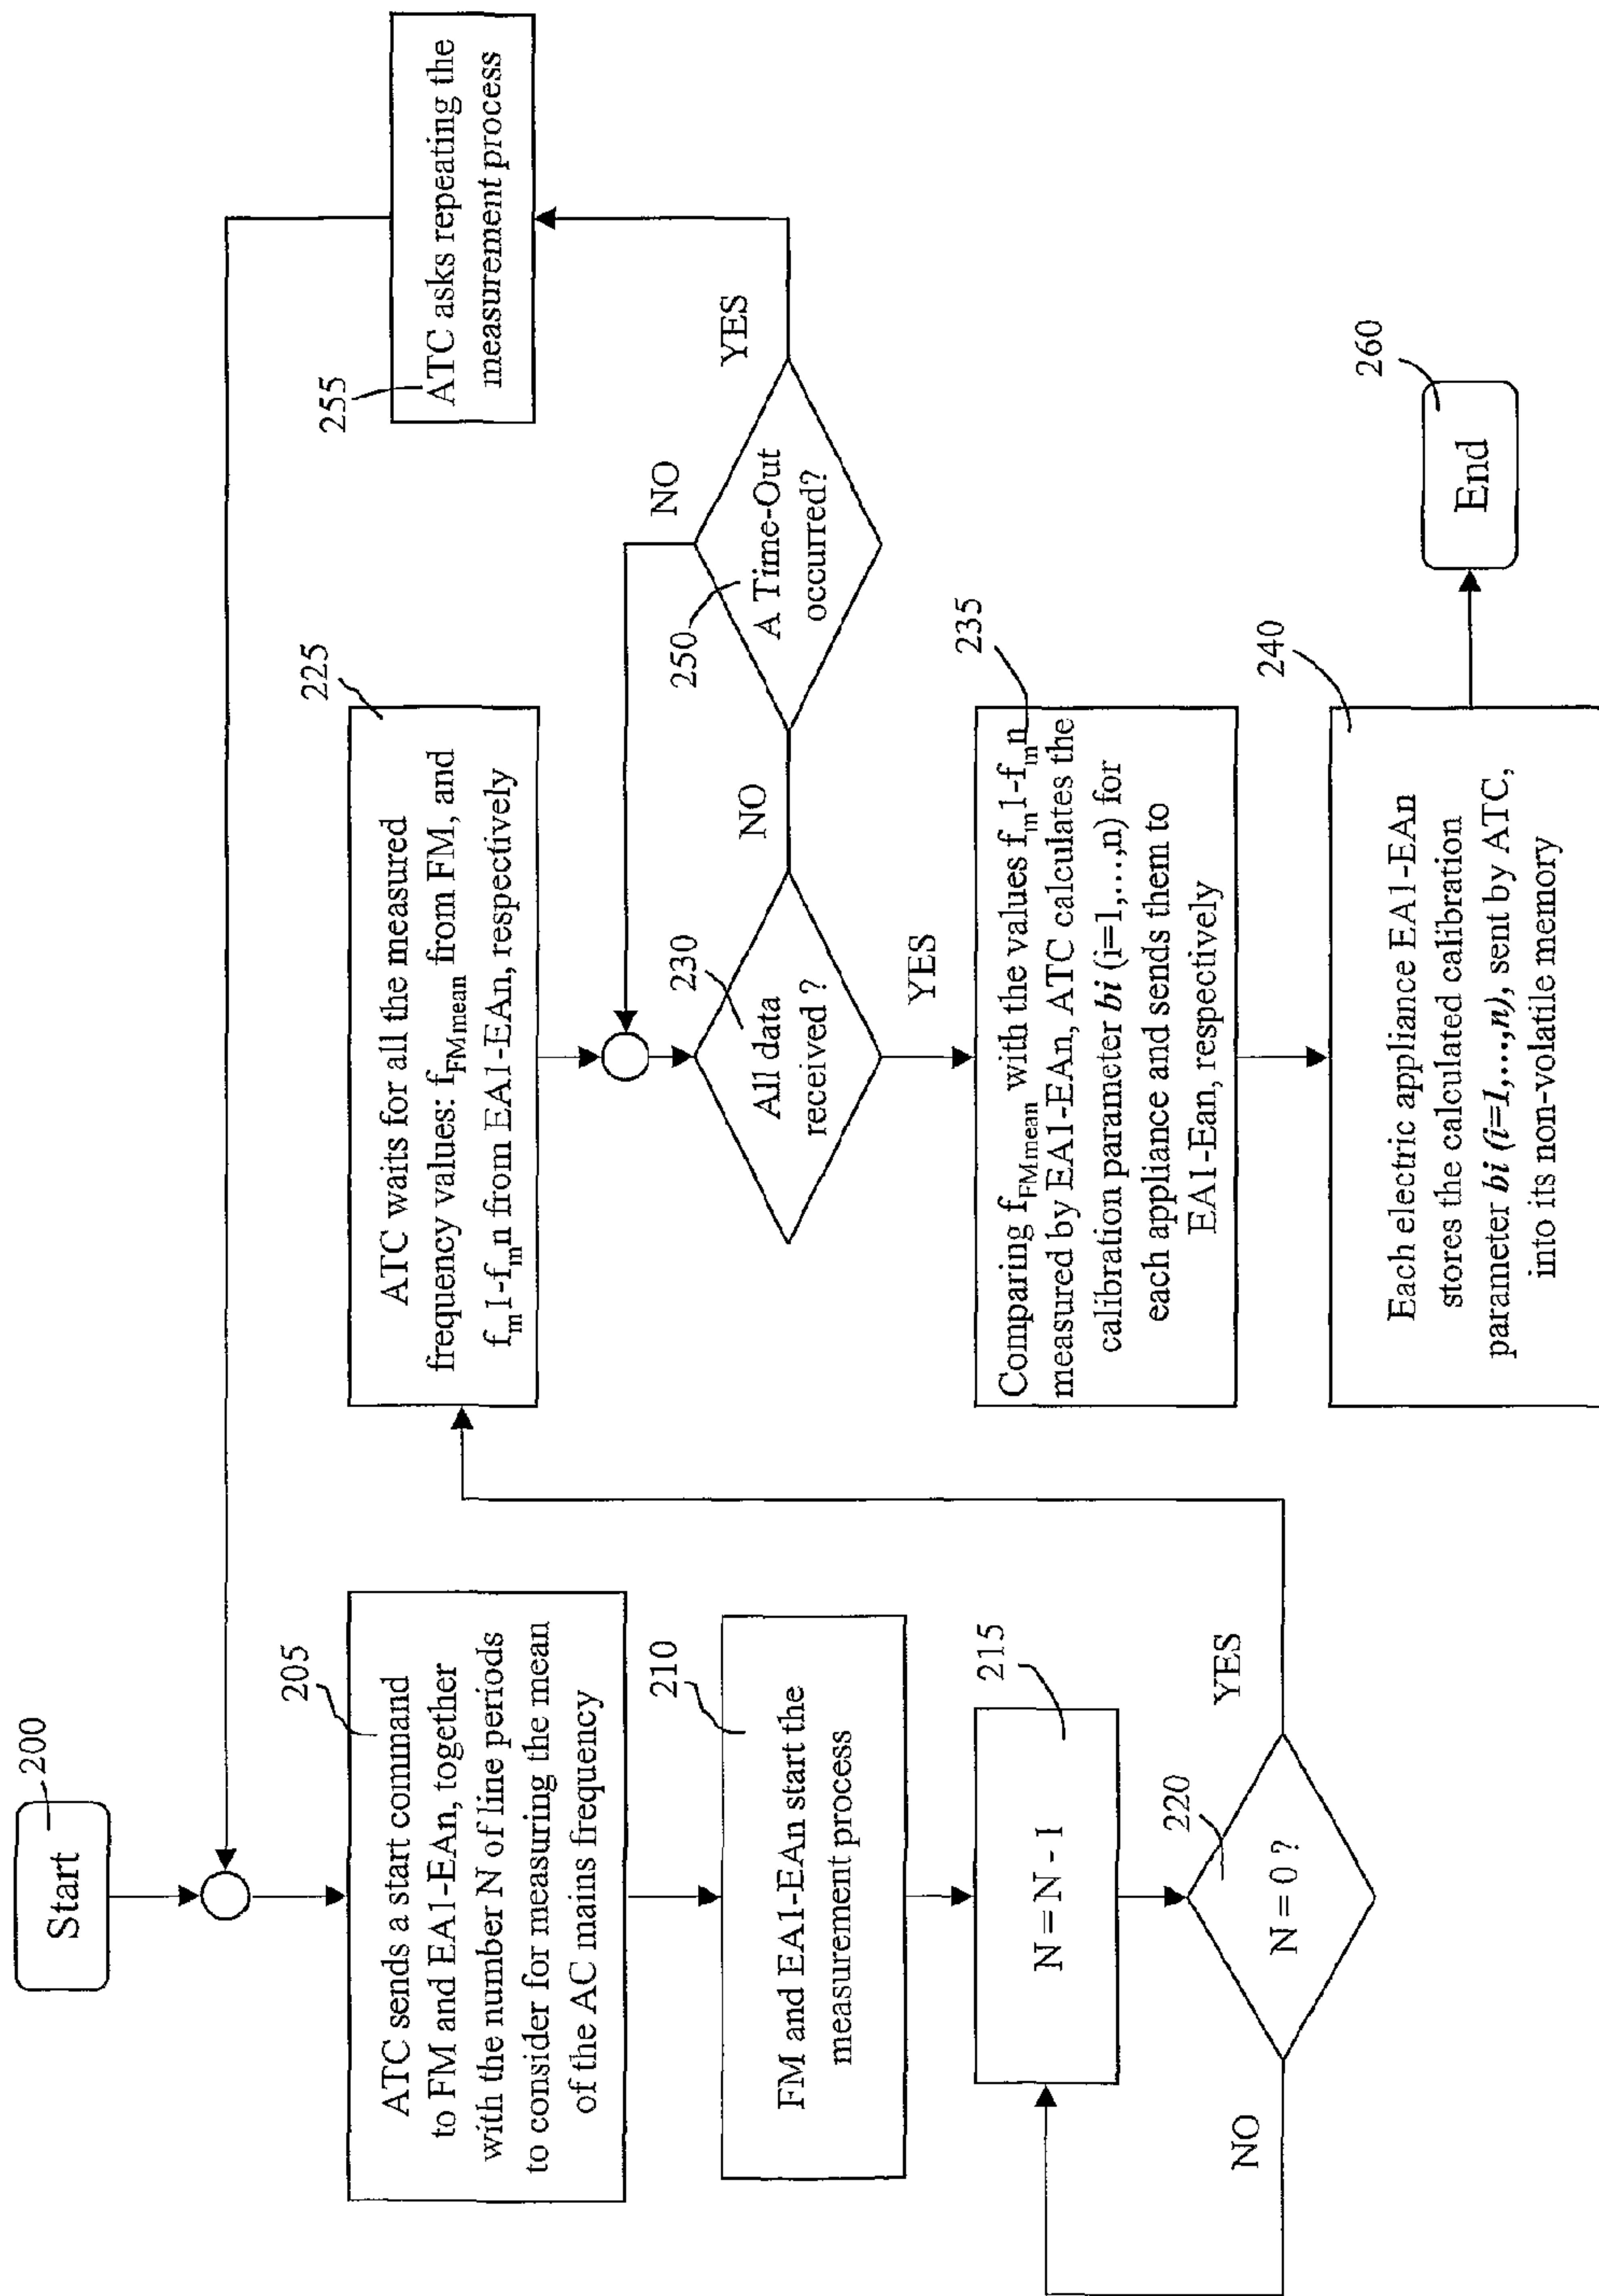 Start
200
205
ATC sends a start command
to FM and EA1-EAn, together
with the number N of line periods
to consider for measuring the mean
of the AC mains frequency
210
FM and EA1-EAn start the
measurement process
215
N = N - 1
220
N = 0 ?
NO
YES
225
ATC waits for all the measured
frequency values: fFMmean from FM, and
fm1-fmn from EA1-EAn, respectively
230
All data
received ?
NO
YES
250
A Time-Out
occurred?
NO
YES
255
ATC asks repeating the
measurement process
235
Comparing fFMmean with the values fm1-fmn
measured by EA1-EAn, ATC calculates the
calibration parameter bi (i=1,...,n) for
each appliance and sends them to
EA1-Ean, respectively
240
Each electric appliance EA1-EAn
stores the calculated calibration
parameter bi (i=1,...,n), sent by ATC,
into its non-volatile memory
260
End